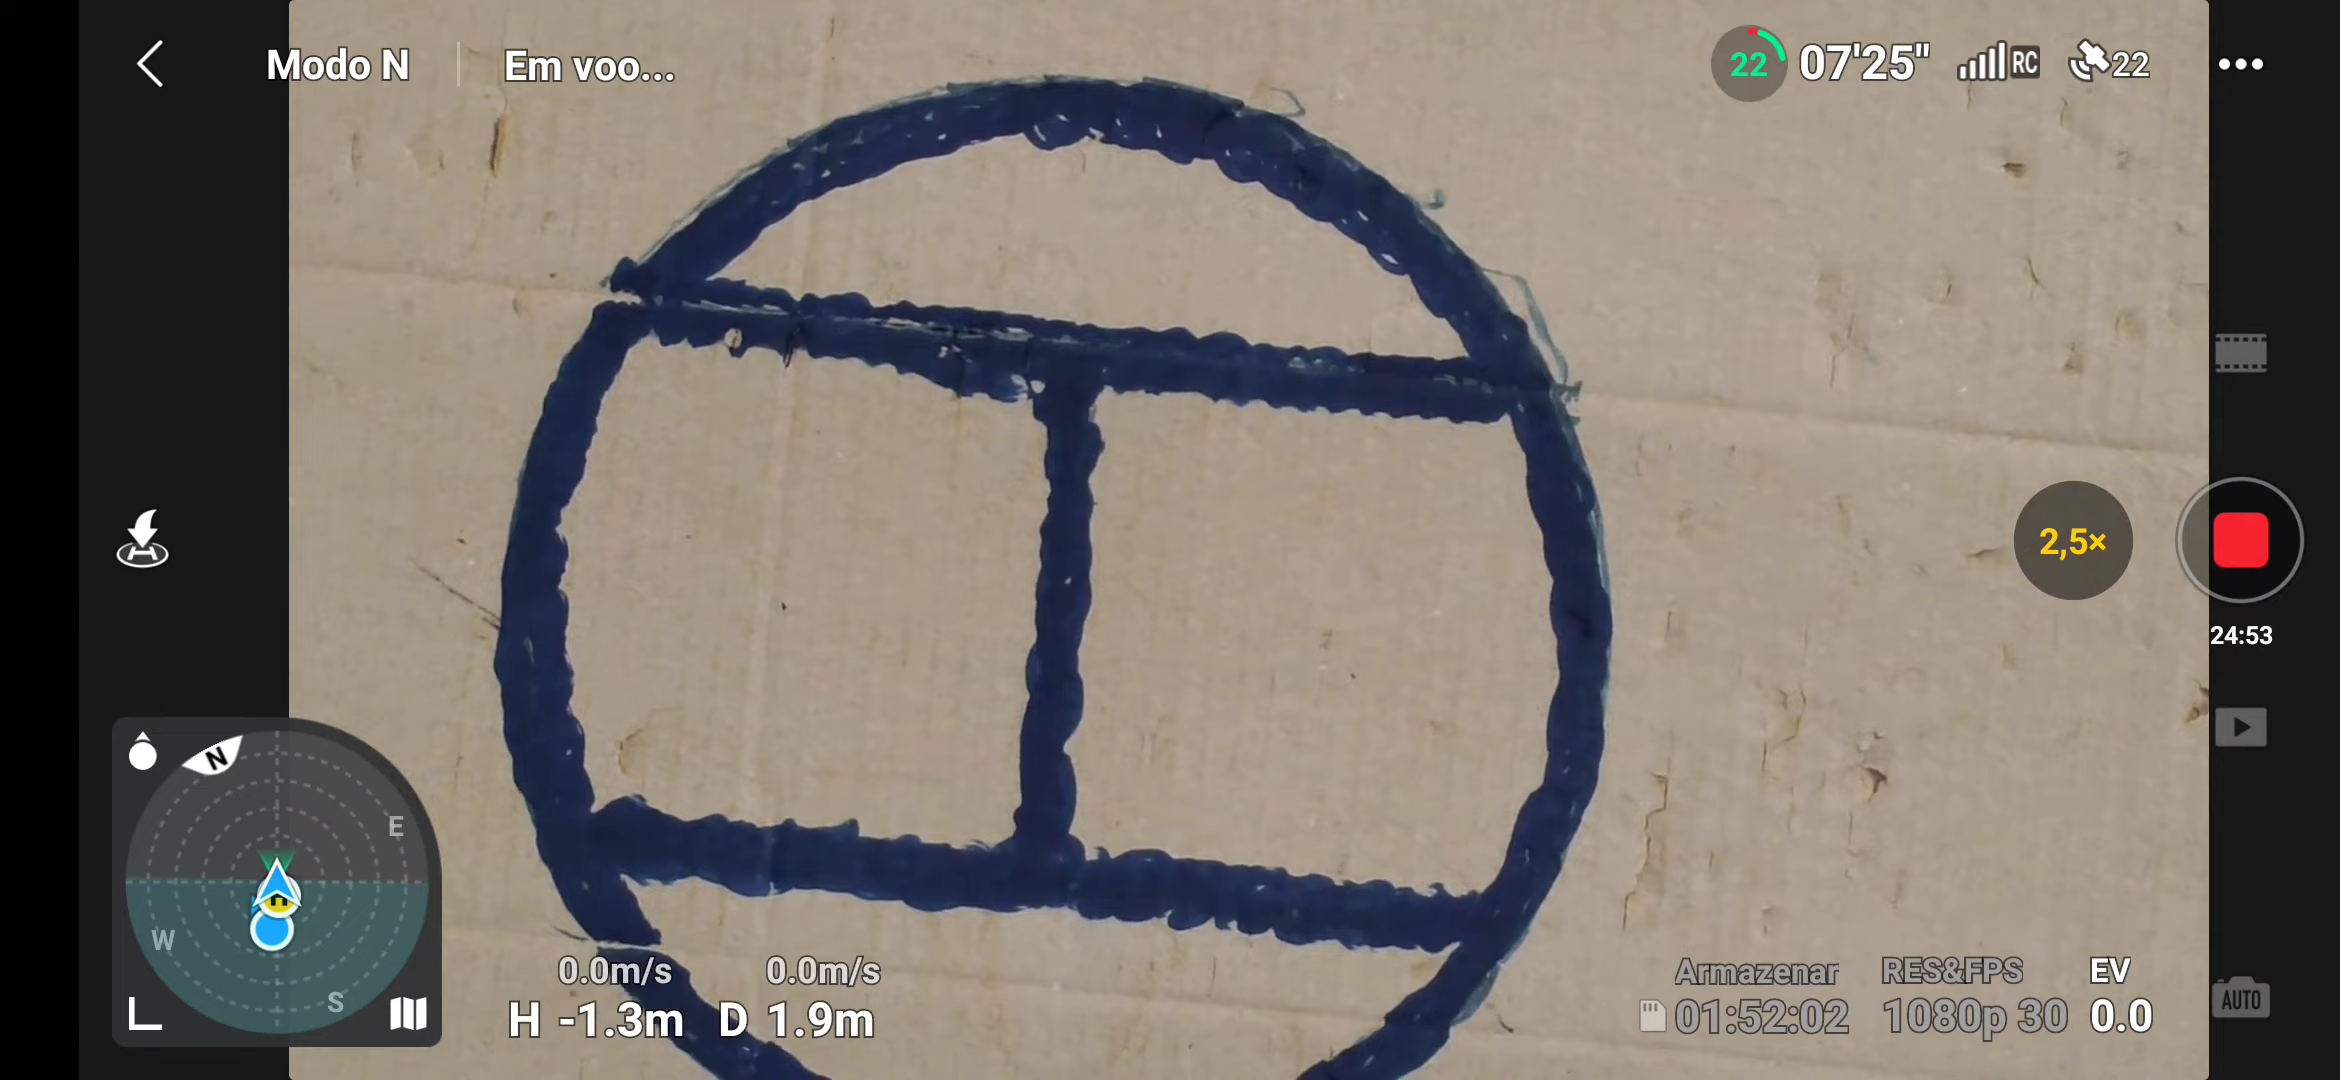 Modo N
Em voo...
22
07'25"
RC
22
2,5×
24:53
N
E
W
S
0.0m/s 0.0m/s
H -1.3m D 1.9m
Armazenar
01:52:02
RES&FPS
1080p 30
EV
0.0
AUTO